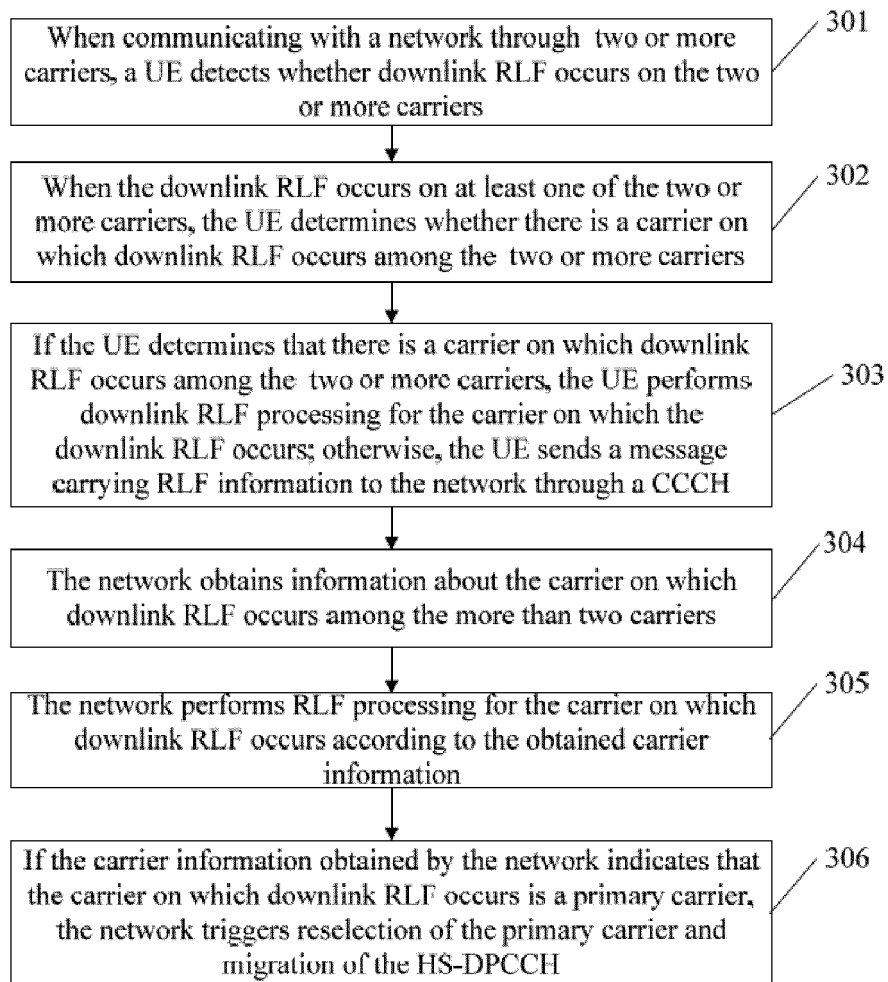 When communicating with a network through two or more
carriers, a UE detects whether downlink RLF occurs on the two
or more carriers
301
When the downlink RLF occurs on at least one of the two or
more carriers, the UE determines whether there is a carrier on
which downlink RLF occurs among the two or more carriers
302
If the UE determines that there is a carrier on which downlink
RLF occurs among the two or more carriers, the UE performs
downlink RLF processing for the carrier on which the
downlink RLF occurs; otherwise, the UE sends a message
carrying RLF information to the network through a CCCH
303
The network obtains information about the carrier on which
downlink RLF occurs among the more than two carriers
304
The network performs RLF processing for the carrier on which
downlink RLF occurs according to the obtained carrier
information
305
If the carrier information obtained by the network indicates that
the carrier on which downlink RLF occurs is a primary carrier,
the network triggers reselection of the primary carrier and
migration of the HS-DPCCH
306